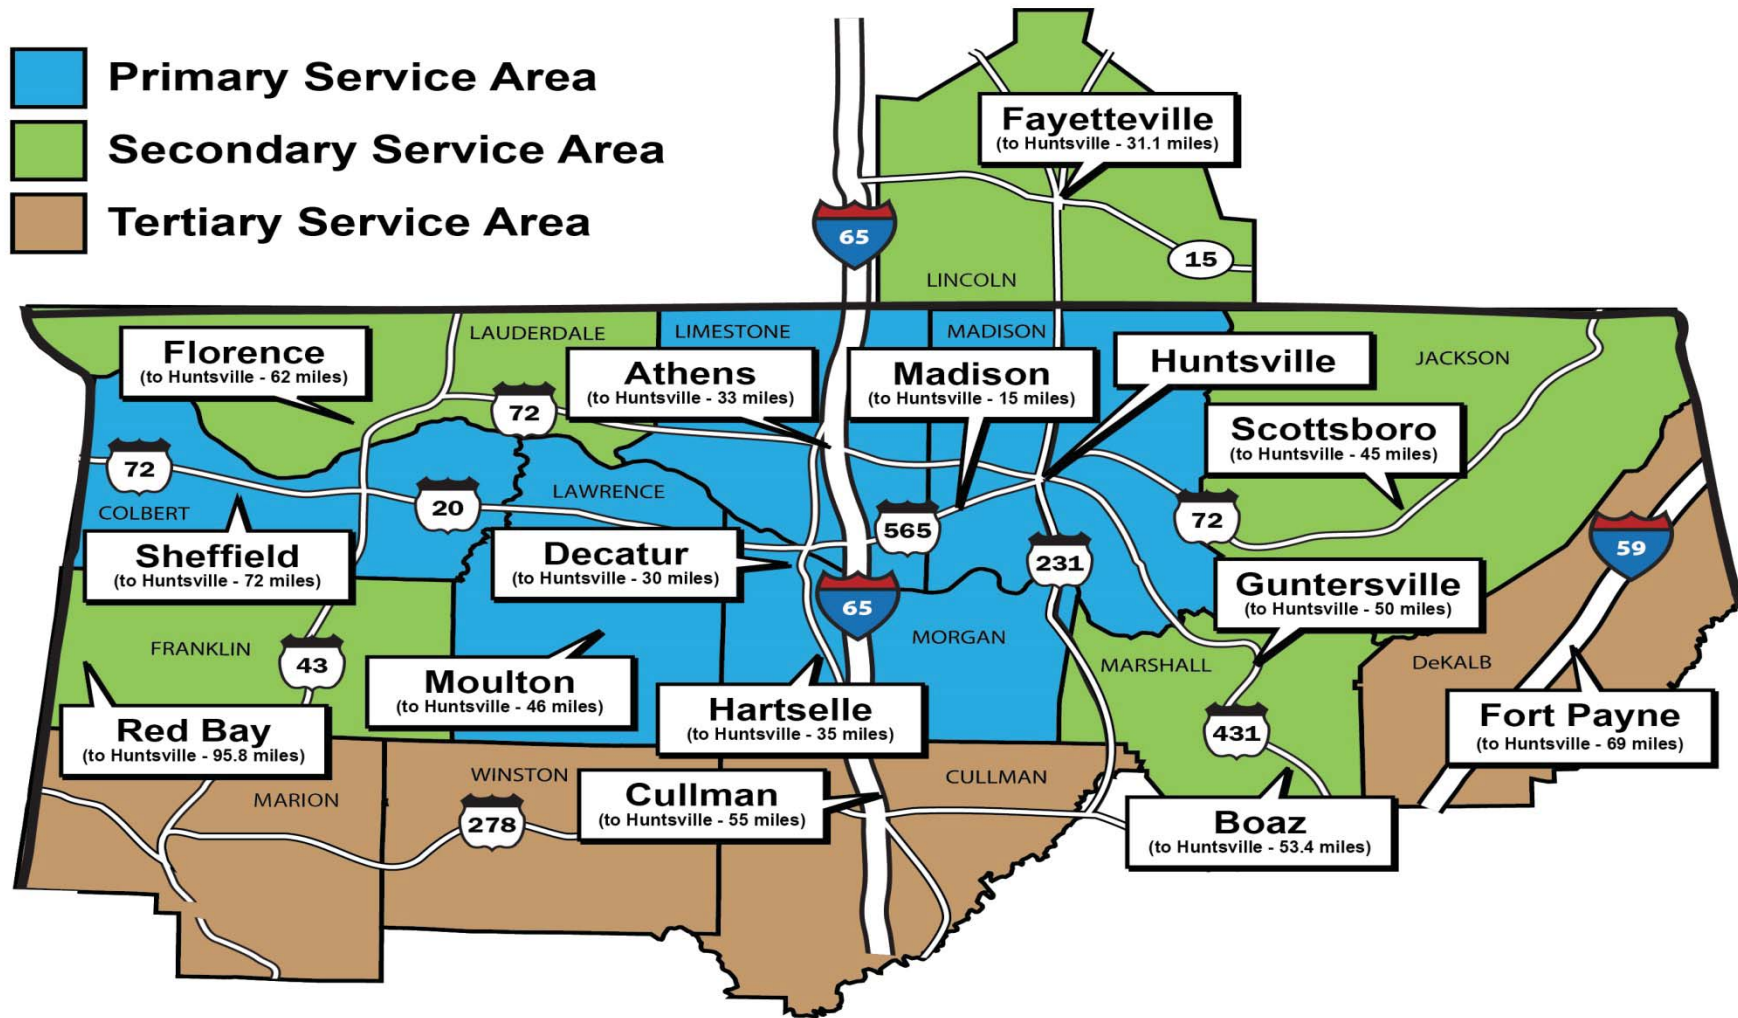 Primary Service Area
Secondary Service Area
Tertiary Service Area
Fayetteville
(to Huntsville - 31.1 miles)
65
15
LINCOLN
LAUDERDALE
LIMESTONE
MADISON
JACKSON
Florence
(to Huntsville - 62 miles)
Athens
(to Huntsville - 33 miles)
Madison
(to Huntsville - 15 miles)
Huntsville
72
Scottsboro
(to Huntsville - 45 miles)
72
20
LAWRENCE
COLBERT
565
72
59
Sheffield
(to Huntsville - 72 miles)
Decatur
(to Huntsville - 30 miles)
231
Guntersville
(to Huntsville - 50 miles)
65
FRANKLIN
43
MORGAN
MARSHALL
DeKALB
Moulton
(to Huntsville - 46 miles)
Hartselle
(to Huntsville - 35 miles)
Red Bay
(to Huntsville - 95.8 miles)
431
Fort Payne
(to Huntsville - 69 miles)
WINSTON
CULLMAN
MARION
278
Cullman
(to Huntsville - 55 miles)
Boaz
(to Huntsville - 53.4 miles)